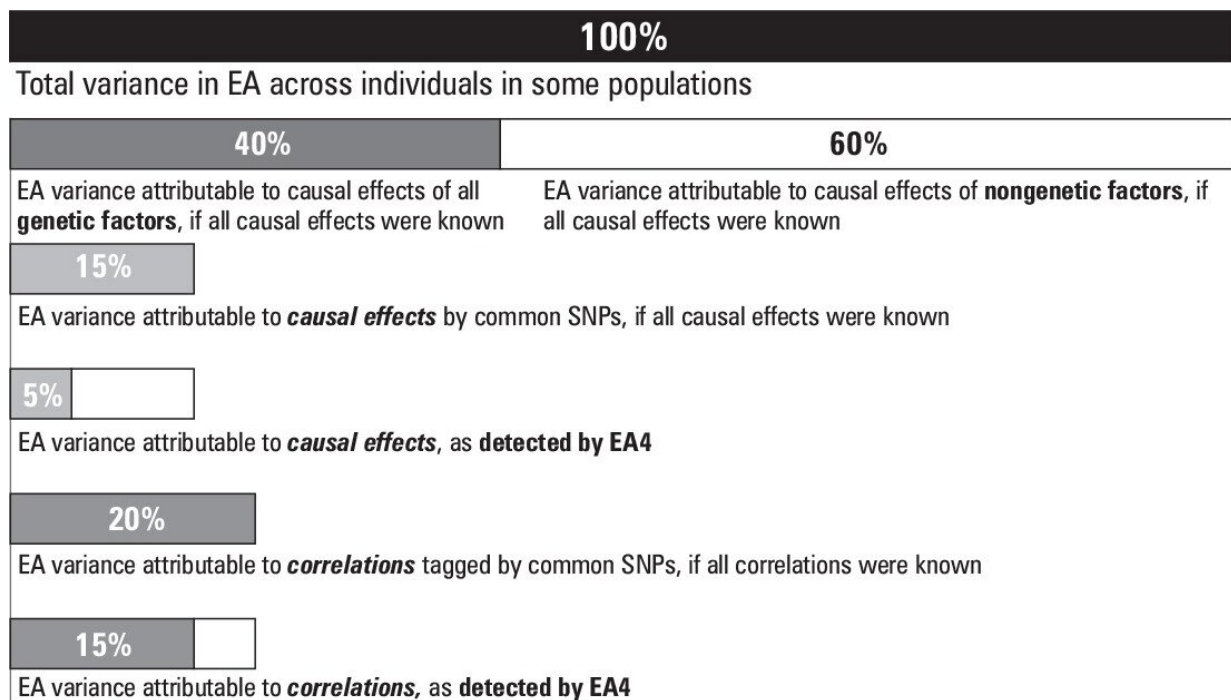 100%
Total variance in EA across individuals in some populations
40%
60%
EA variance attributable to causal effects of all
genetic factors, if all causal effects were known
EA variance attributable to causal effects of nongenetic factors, if
all causal effects were known
15%
EA variance attributable to causal effects by common SNPs, if all causal effects were known
5%
EA variance attributable to causal effects, as detected by EA4
20%
EA variance attributable to correlations tagged by common SNPs, if all correlations were known
15%
EA variance attributable to correlations, as detected by EA4